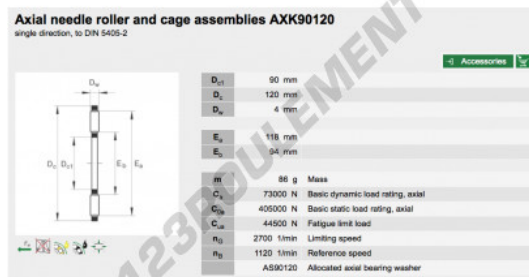 Axial needle roller and cage assemblies AXK90120
single direction, to DIN 5405-2
Accessories
Dw
Dc Dc1 Eb Ea
Dc1 90 mm
Dc 120 mm
Dw 4 mm
Ea 118 mm
Eb 94 mm
m 86 g Mass
Ca 73000 N Basic dynamic load rating, axial
C0a 405000 N Basic static load rating, axial
Cua 44500 N Fatigue limit load
nG 2700 1/min Limiting speed
nB 1120 1/min Reference speed
AS90120 Allocated axial bearing washer
123ROULEMENT